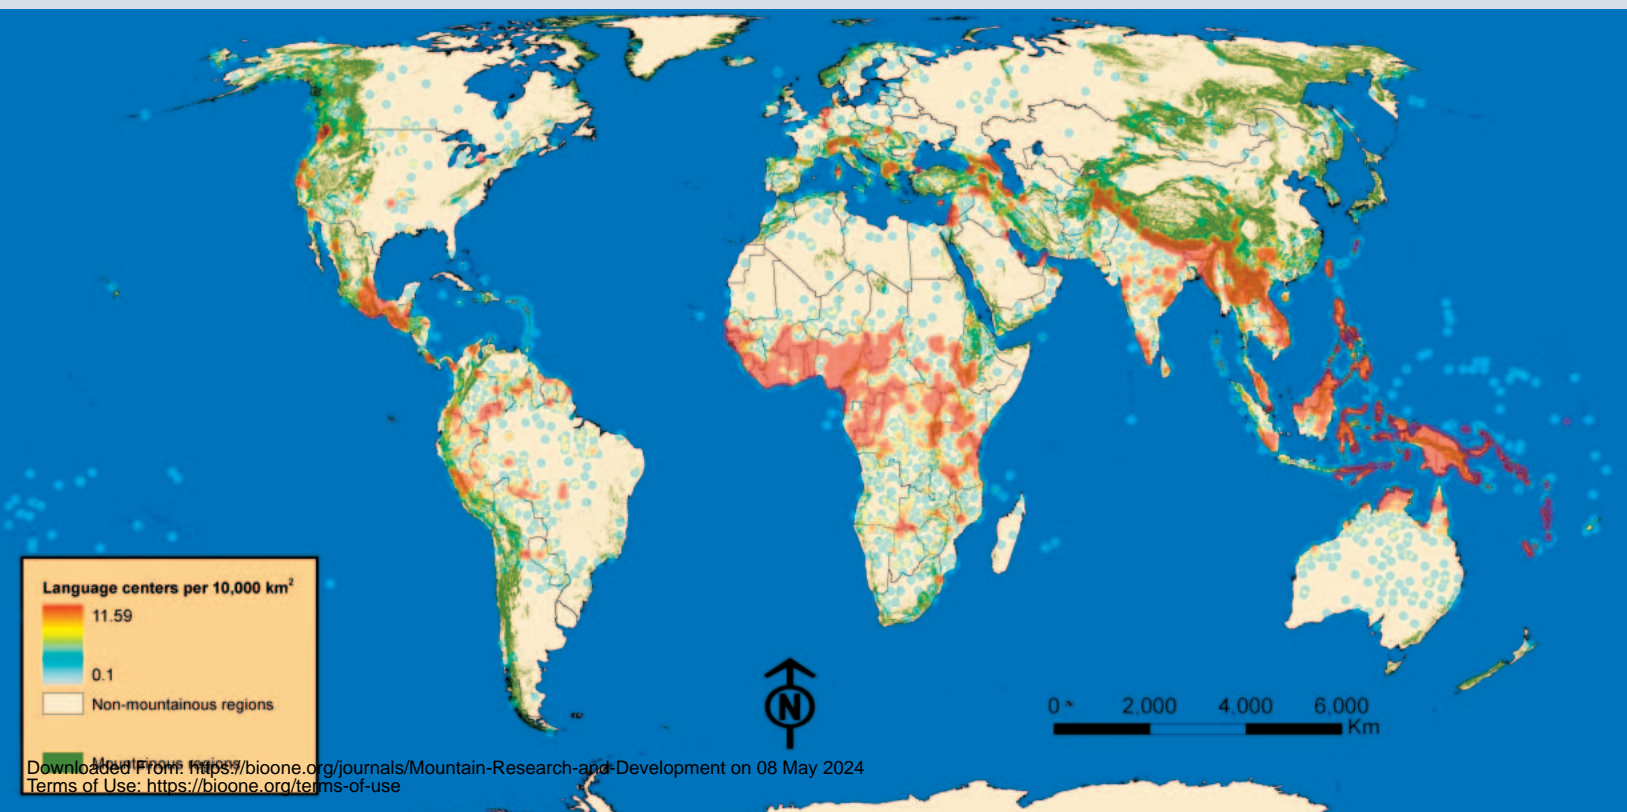 Language centers per 10,000 km²
11.59
0.1
Non-mountainous regions
Mountainous regions
N
0 2,000 4,000 6,000
Km
Downloaded From: https://bioone.org/journals/Mountain-Research-and-Development on 08 May 2024
Terms of Use: https://bioone.org/terms-of-use